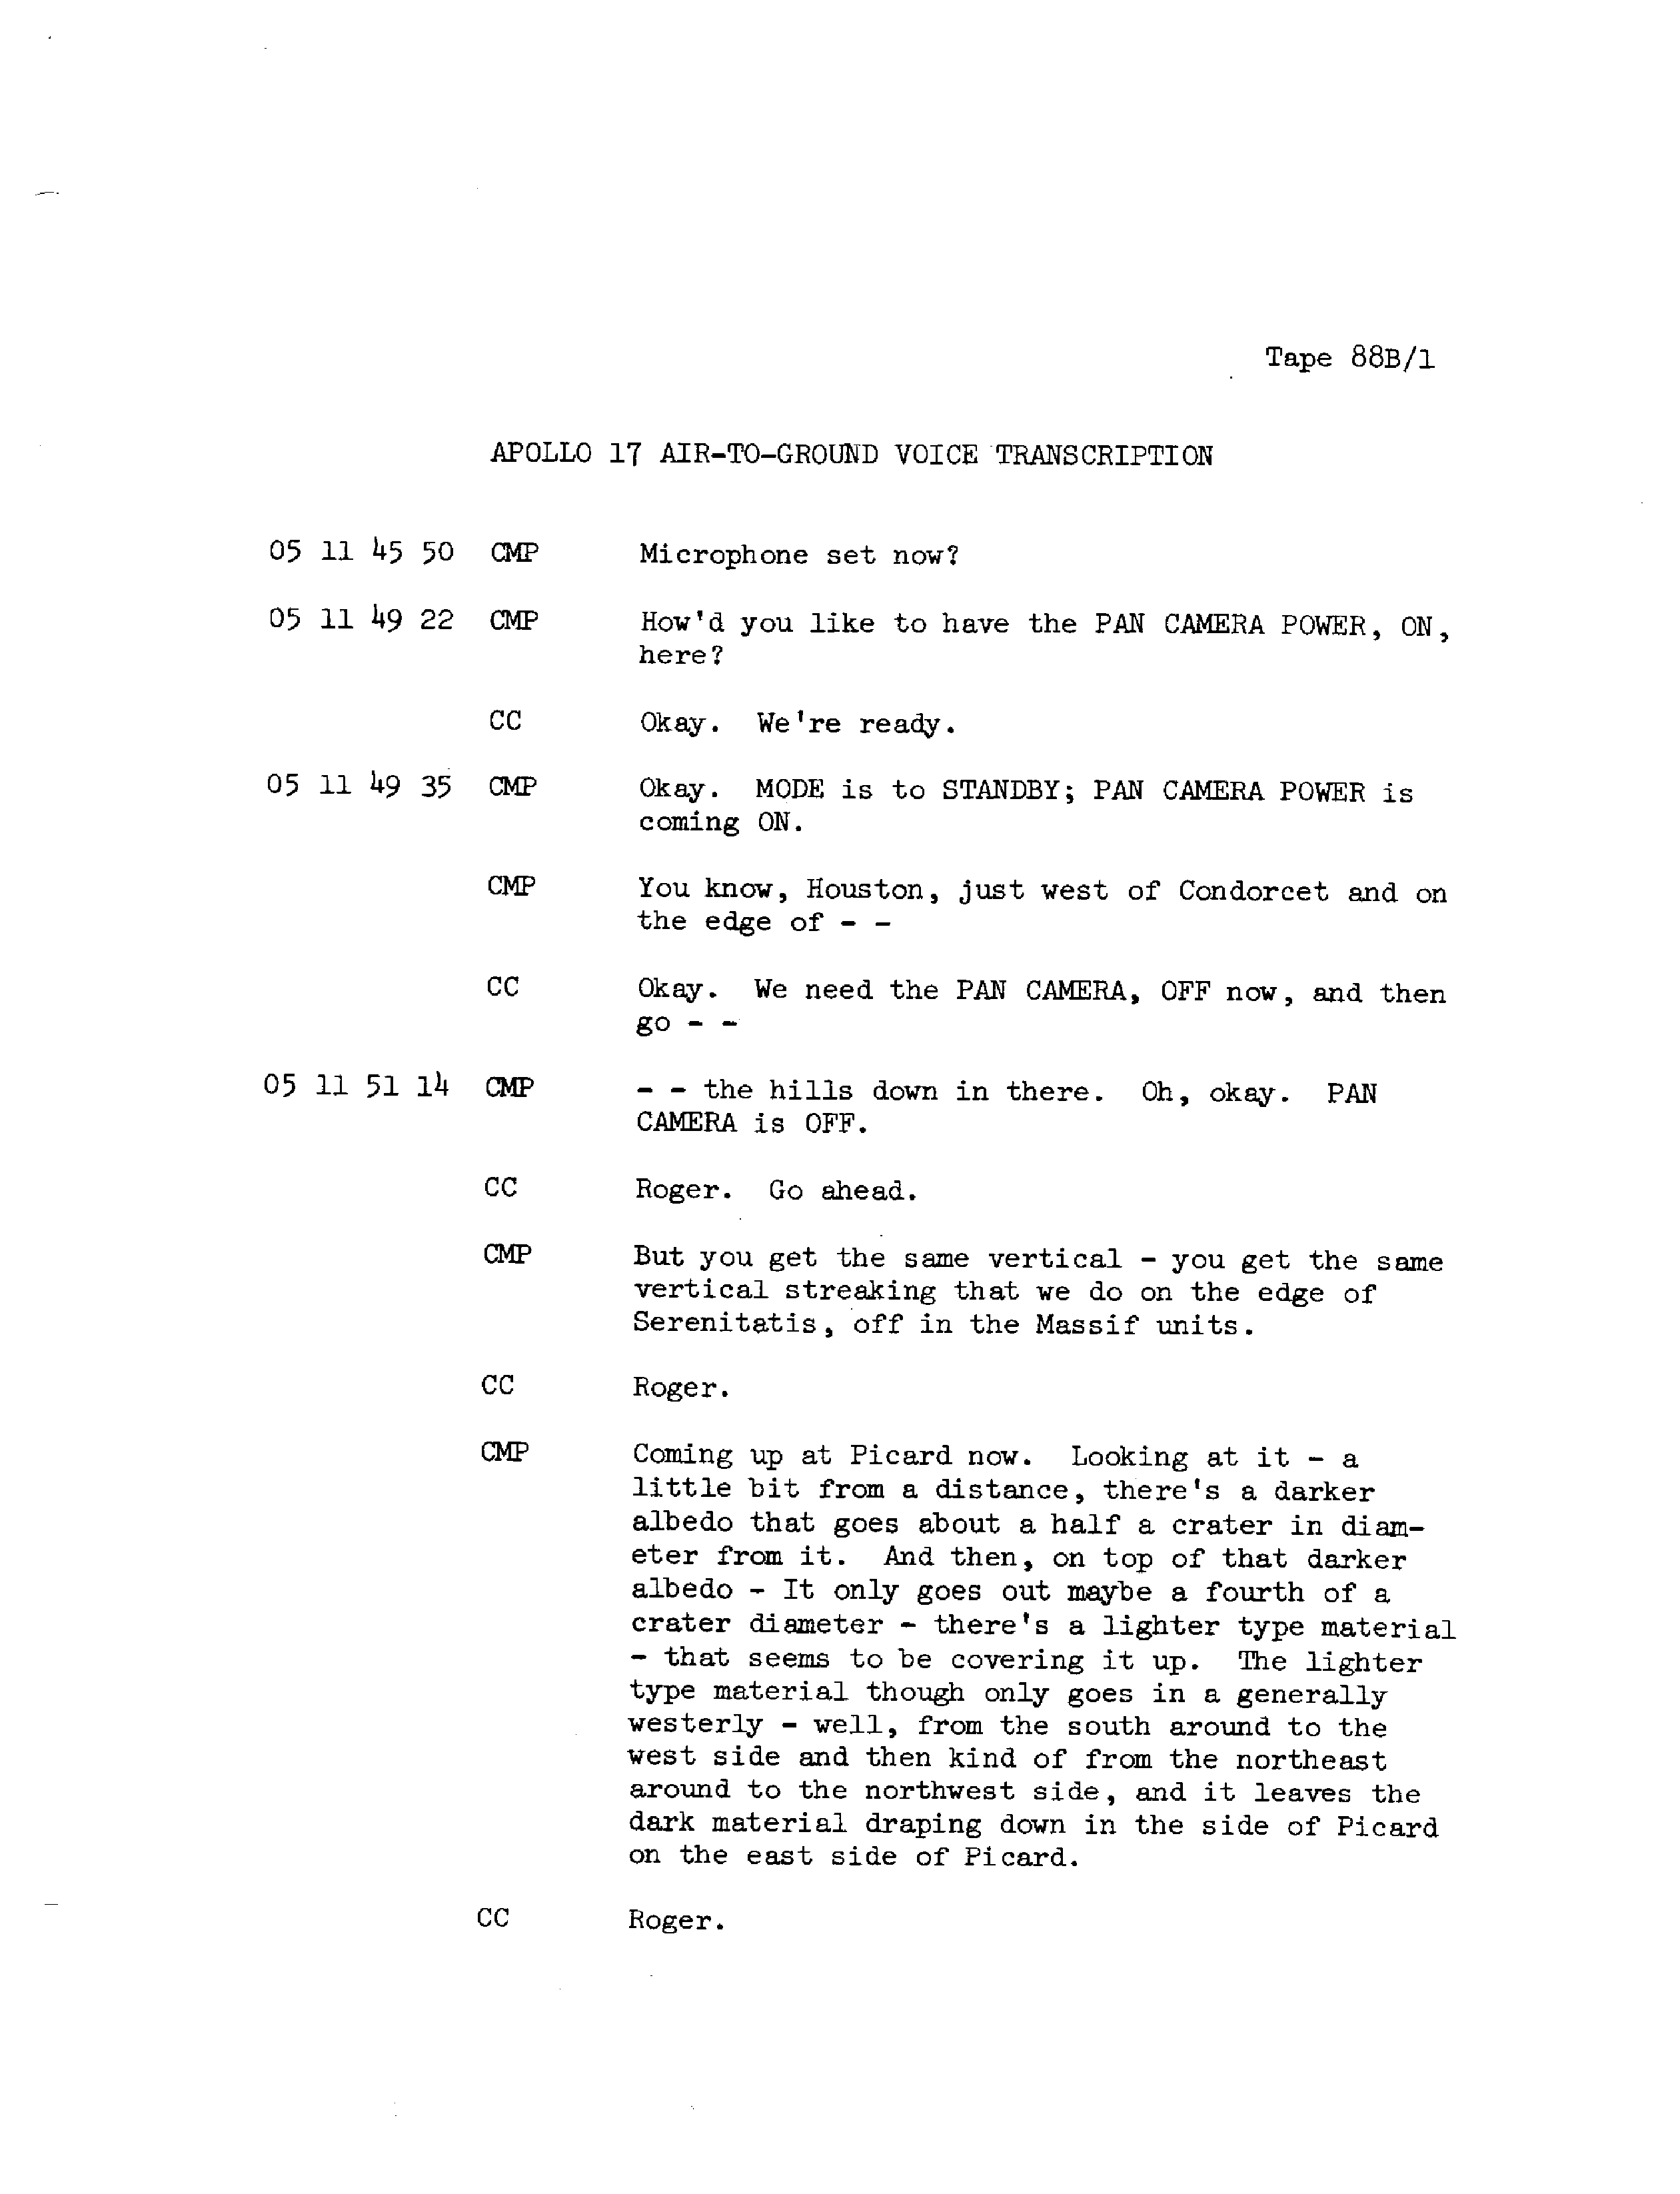 Tape 88B/1
APOLLO 17 AIR-TO-GROUND VOICE TRANSCRIPTION
05 11 45 50 CMP Microphone set now?
05 11 49 22 CMP How'd you like to have the PAN CAMERA POWER, ON,
here?
CC Okay. We're ready.
05 11 49 35 CMP Okay. MODE is to STANDBY; PAN CAMERA POWER is
coming ON.
CMP You know, Houston, just west of Condorcet and on
the edge of - -
CC Okay. We need the PAN CAMERA, OFF now, and then
go - -
05 11 51 14 CMP - - the hills down in there. Oh, okay. PAN
CAMERA is OFF.
CC Roger. Go ahead.
CMP But you get the same vertical - you get the same
vertical streaking that we do on the edge of
Serenitatis, off in the Massif units.
CC Roger.
CMP Coming up at Picard now. Looking at it - a
little bit from a distance, there's a darker
albedo that goes about a half a crater in diam-
eter from it. And then, on top of that darker
albedo - It only goes out maybe a fourth of a
crater diameter - there's a lighter type material
- that seems to be covering it up. The lighter
type material though only goes in a generally
westerly - well, from the south around to the
west side and then kind of from the northeast
around to the northwest side, and it leaves the
dark material draping down in the side of Picard
on the east side of Picard.
CC Roger.